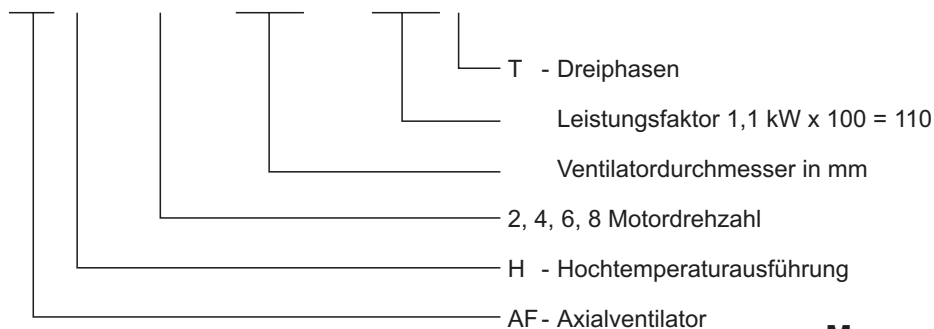 T - Dreiphasen
Leistungsfaktor 1,1 kW x 100 = 110
Ventilatordurchmesser in mm
2, 4, 6, 8 Motordrehzahl
H - Hochtemperaturausführung
AF - Axialventilator